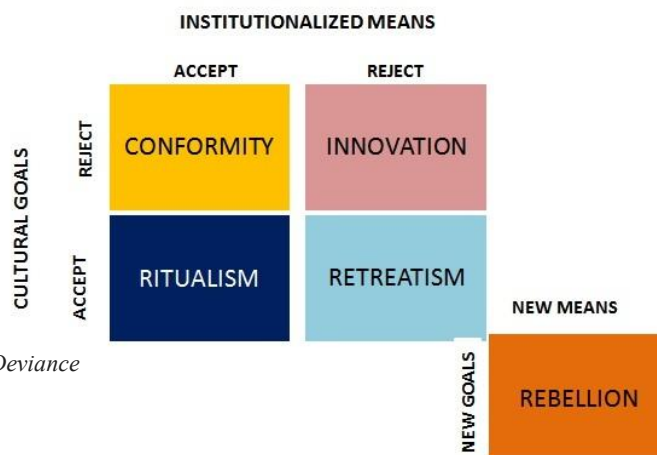 INSTITUTIONALIZED MEANS
ACCEPT
REJECT
CULTURAL GOALS
REJECT
CONFORMITY
INNOVATION
ACCEPT
RITUALISM
RETREATISM
NEW MEANS
Deviance
NEW GOALS
REBELLION